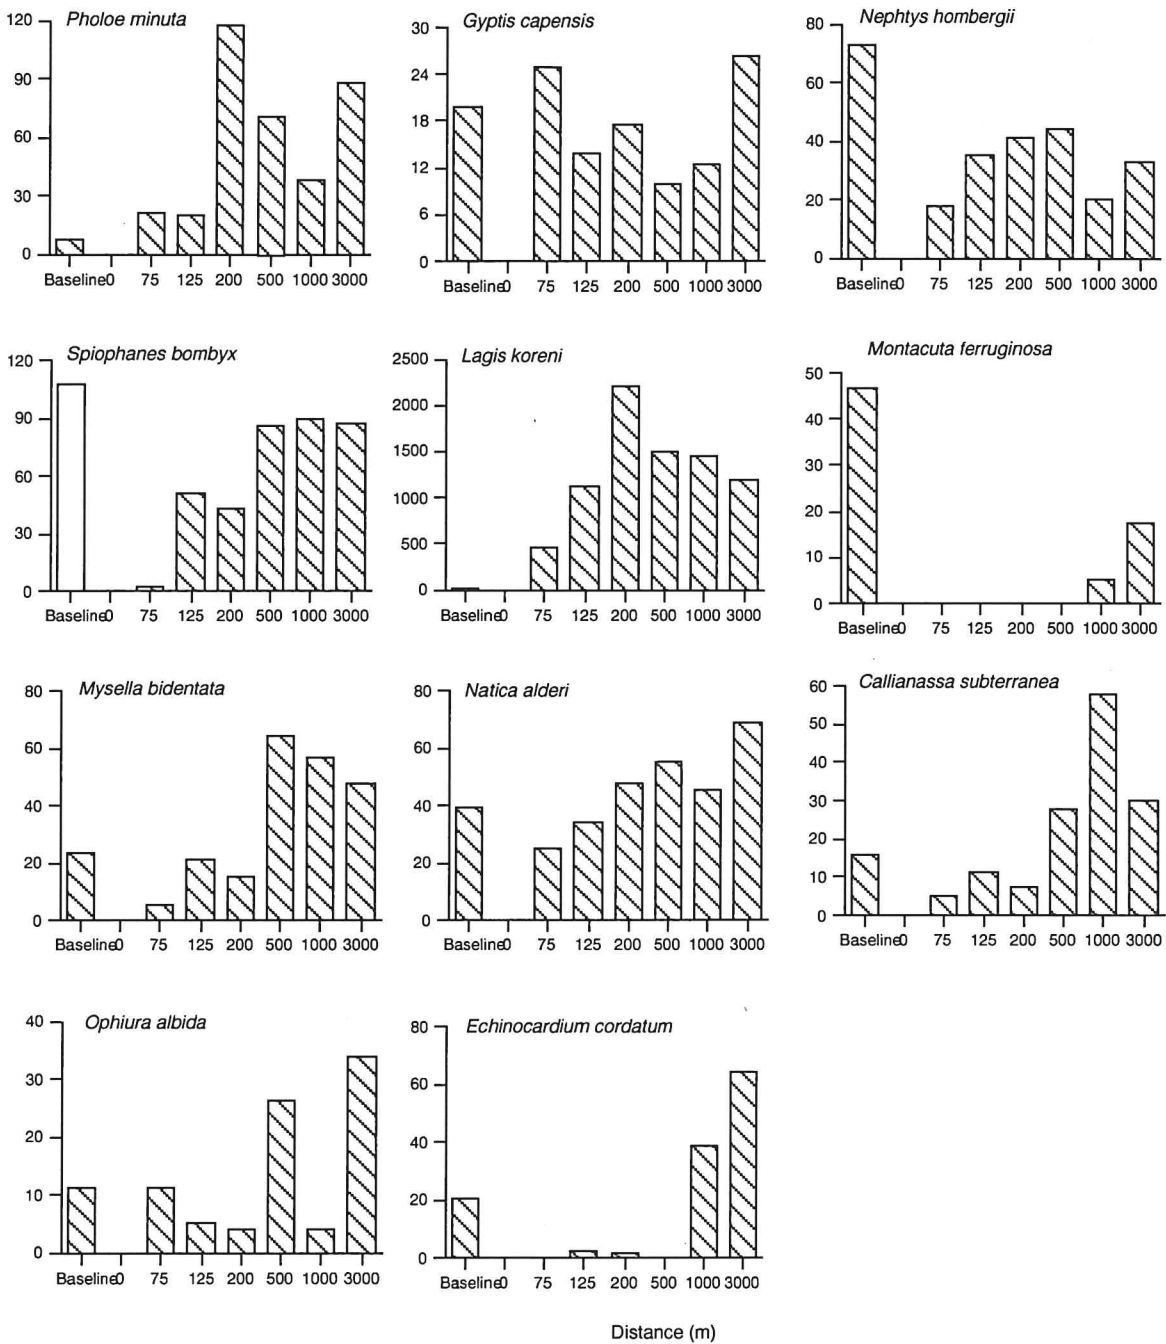 Pholoe minuta
120
90
60
30
0
Baseline 0 75 125 200 500 1000 3000
Gyptis capensis
30
24
18
12
6
0
Baseline 0 75 125 200 500 1000 3000
Nephtys hombergii
80
60
40
20
0
Baseline 0 75 125 200 500 1000 3000
Spiophanes bombyx
120
90
60
30
0
Baseline 0 75 125 200 500 1000 3000
Lagis koreni
2500
2000
1500
1000
500
0
Baseline 0 75 125 200 500 1000 3000
Montacuta ferruginosa
50
40
30
20
10
0
Baseline 0 75 125 200 500 1000 3000
Mysella bidentata
80
60
40
20
0
Baseline 0 75 125 200 500 1000 3000
Natica alderi
80
60
40
20
0
Baseline 0 75 125 200 500 1000 3000
Callianassa subterranea
60
50
40
30
20
10
0
Baseline 0 75 125 200 500 1000 3000
Ophiura albida
40
30
20
10
0
Baseline 0 75 125 200 500 1000 3000
Echinocardium cordatum
80
60
40
20
0
Baseline 0 75 125 200 500 1000 3000
Distance (m)